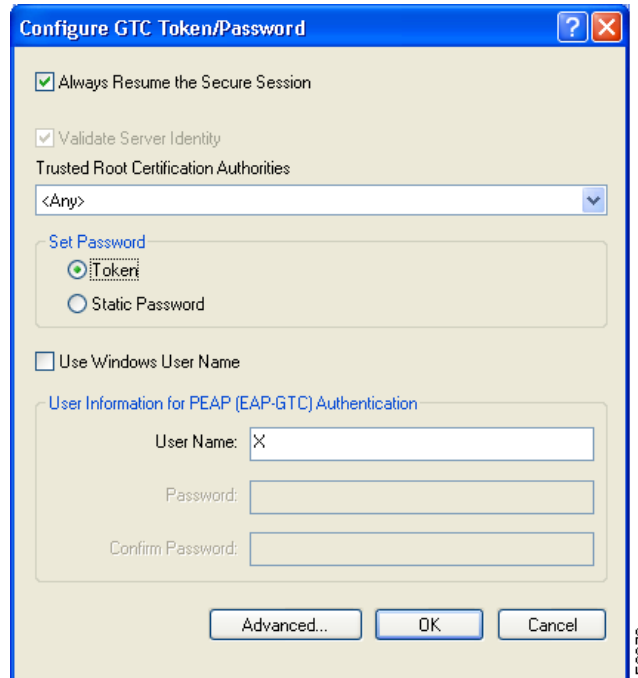 Configure GTC Token/Password
Always Resume the Secure Session
Validate Server Identity
Trusted Root Certification Authorities
<Any>
Set Password
Token
Static Password
Use Windows User Name
User Information for PEAP (EAP-GTC) Authentication
User Name: X
Password:
Confirm Password:
Advanced... OK Cancel